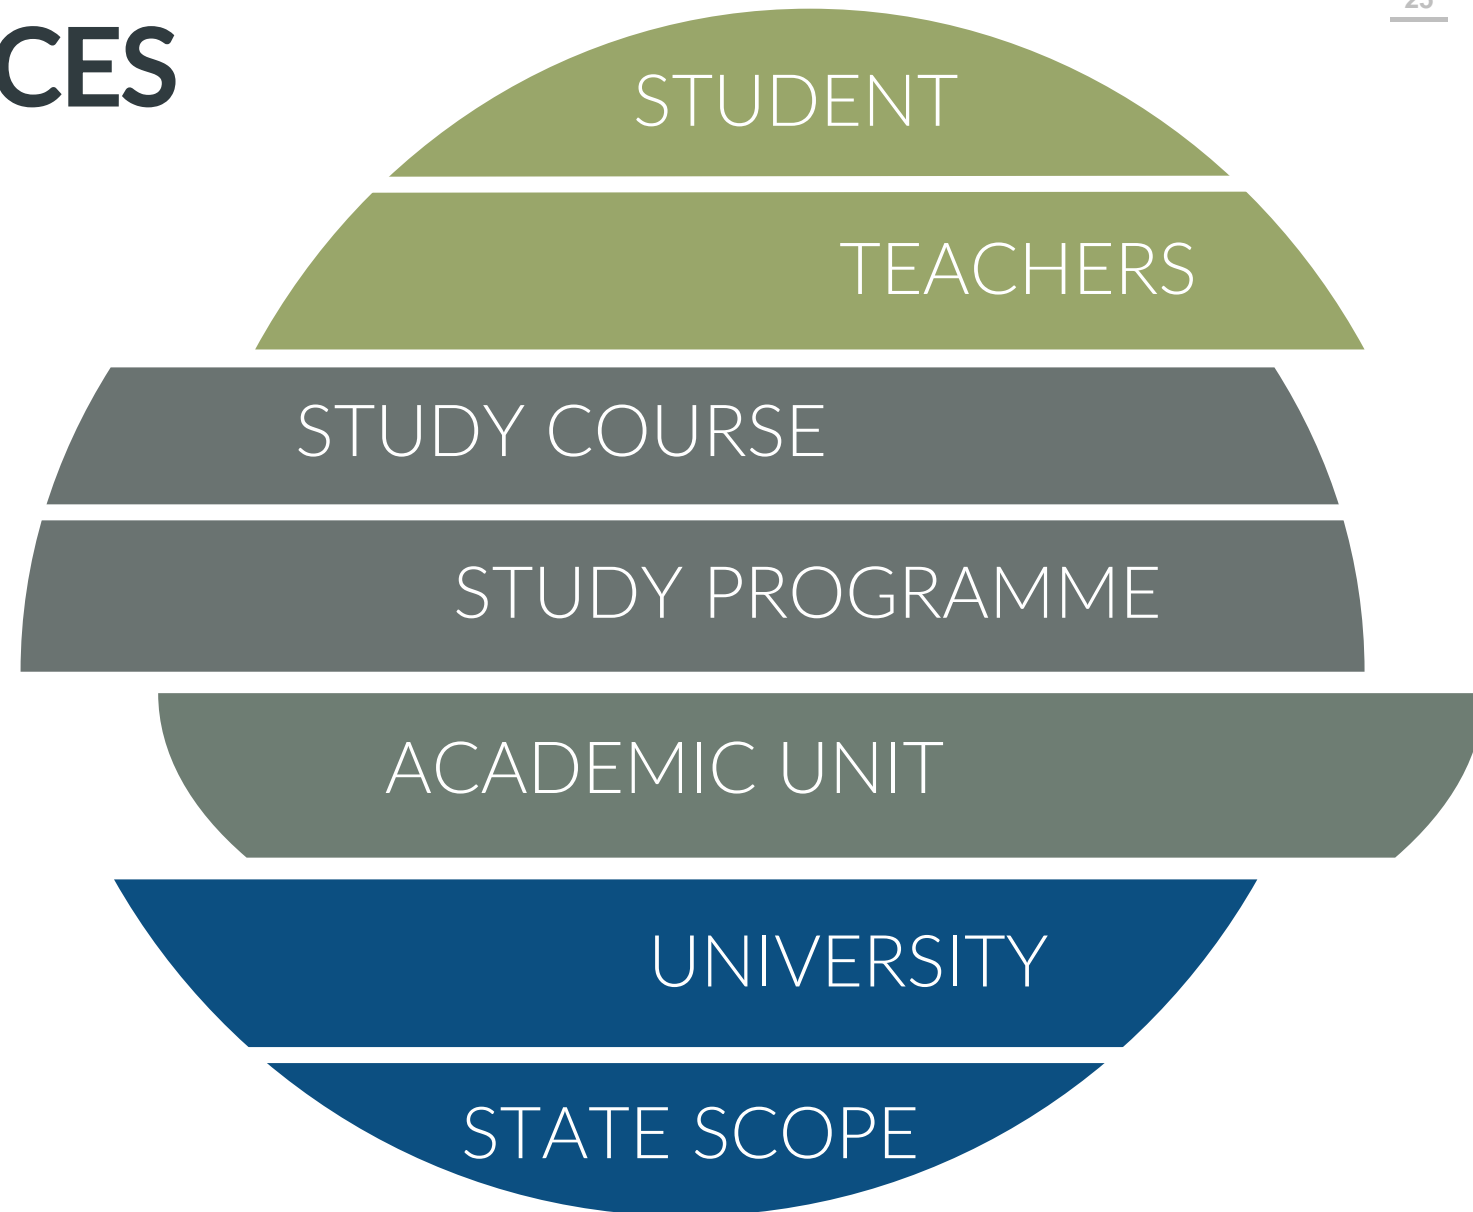 CES
STUDENT
TEACHERS
STUDY COURSE
STUDY PROGRAMME
ACADEMIC UNIT
UNIVERSITY
STATE SCOPE